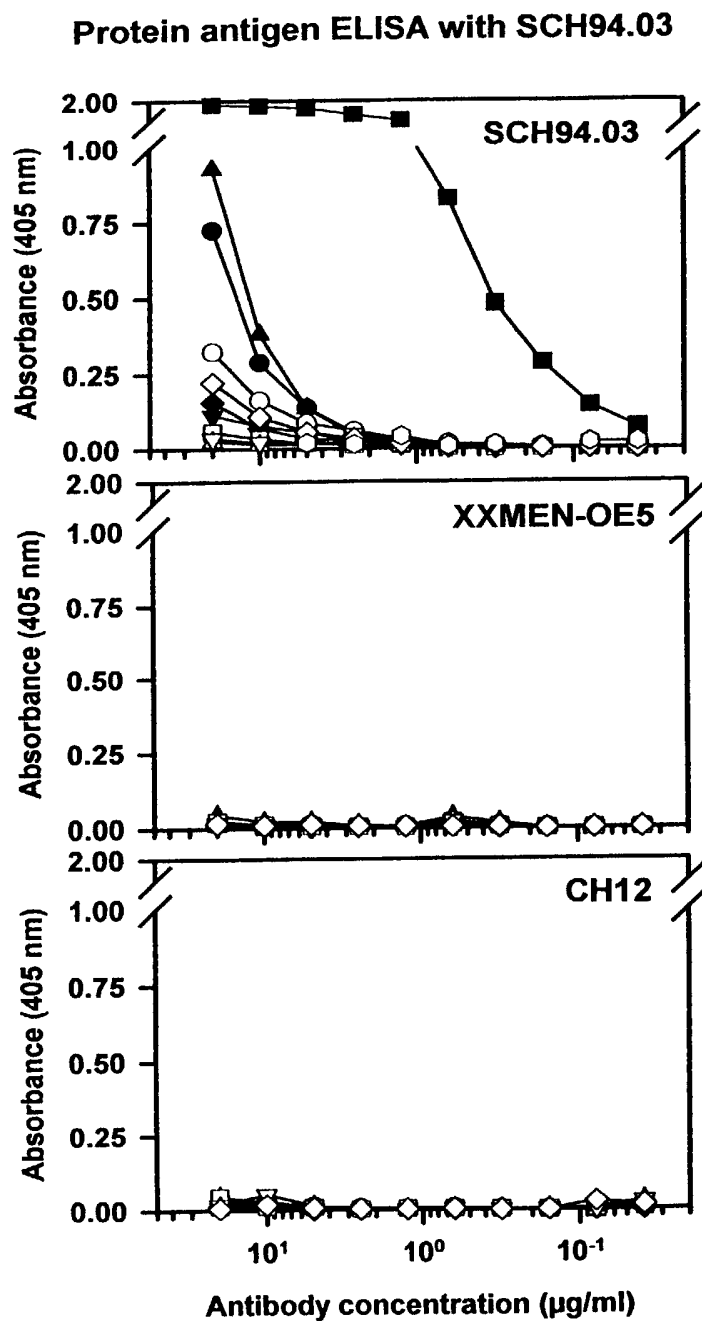 Protein antigen ELISA with SCH94.03
SCH94.03
Absorbance (405 nm)
2.00
1.00
0.75
0.50
0.25
0.00
XXMEN-OE5
Absorbance (405 nm)
2.00
1.00
0.75
0.50
0.25
0.00
CH12
Absorbance (405 nm)
2.00
1.00
0.75
0.50
0.25
0.00
10¹ 10⁰ 10⁻¹
Antibody concentration (µg/ml)